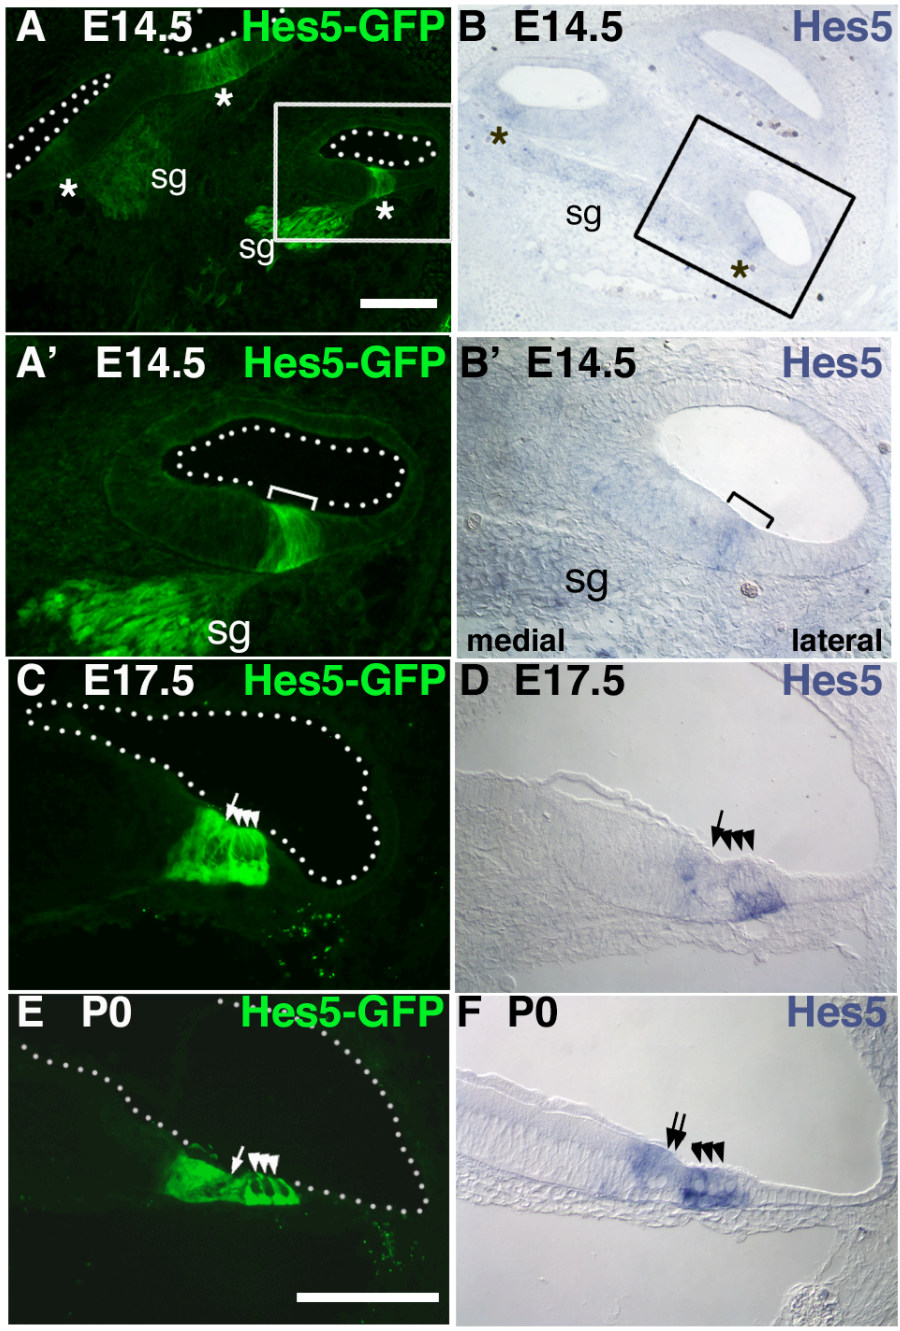 A E14.5 Hes5-GFP
*
sg
*
*
sg
B E14.5 Hes5
*
sg
*
A’ E14.5 Hes5-GFP
sg
B’ E14.5 Hes5
sg
medial lateral
C E17.5 Hes5-GFP
D E17.5 Hes5
E P0 Hes5-GFP
F P0 Hes5